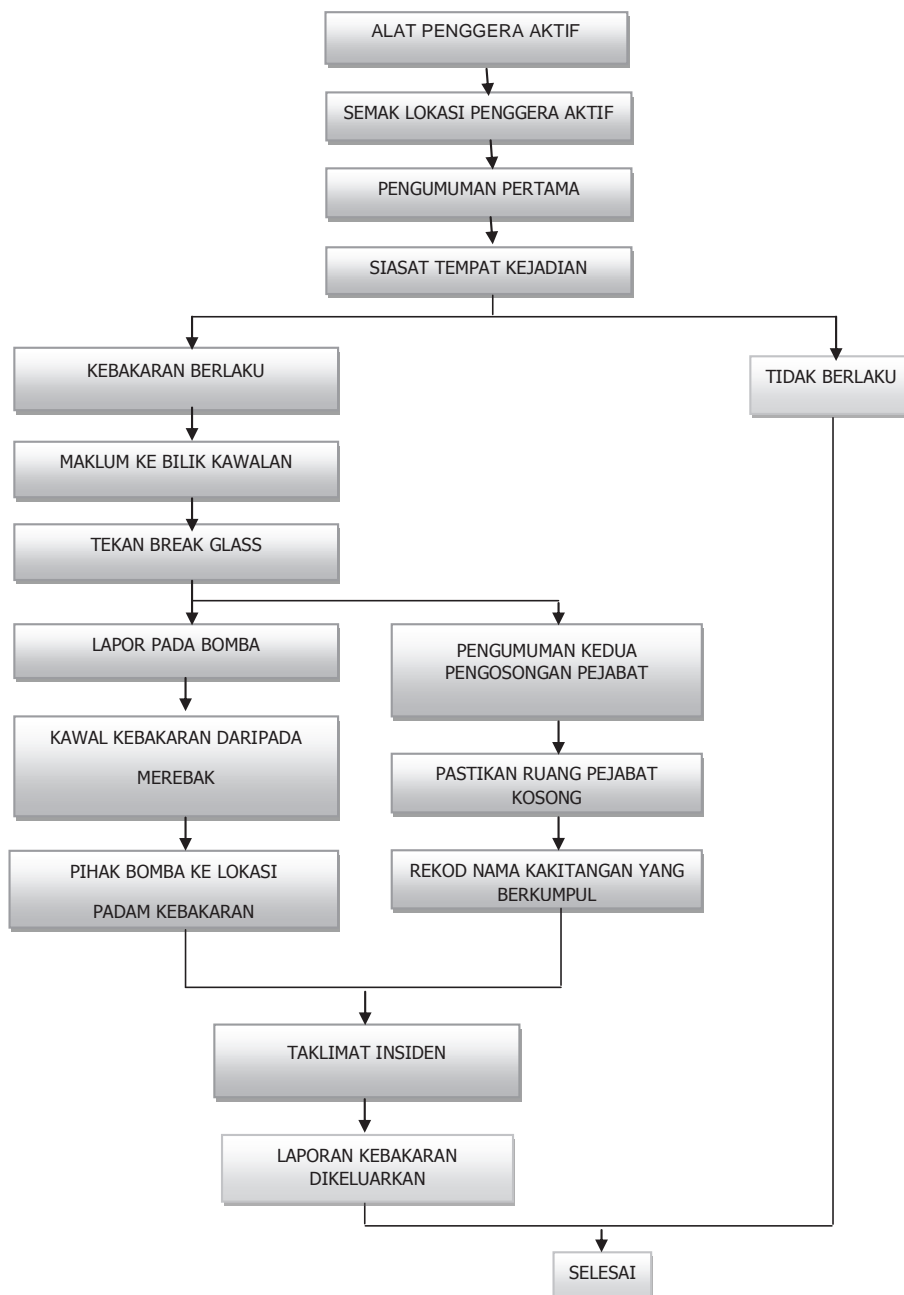 ALAT PENGGERA AKTIF
SEMAK LOKASI PENGGERA AKTIF
PENGUMUMAN PERTAMA
SIASAT TEMPAT KEJADIAN
KEBAKARAN BERLAKU
TIDAK BERLAKU
MAKLUM KE BILIK KAWALAN
TEKAN BREAK GLASS
LAPOR PADA BOMBA
PENGUMUMAN KEDUA
PENGOSONGAN PEJABAT
KAWAL KEBAKARAN DARIPADA
MEREBAK
PASTIKAN RUANG PEJABAT
KOSONG
PIHAK BOMBA KE LOKASI
PADAM KEBAKARAN
REKOD NAMA KAKITANGAN YANG
BERKUMPUL
TAKLIMAT INSIDEN
LAPORAN KEBAKARAN
DIKELUARKAN
SELESAI